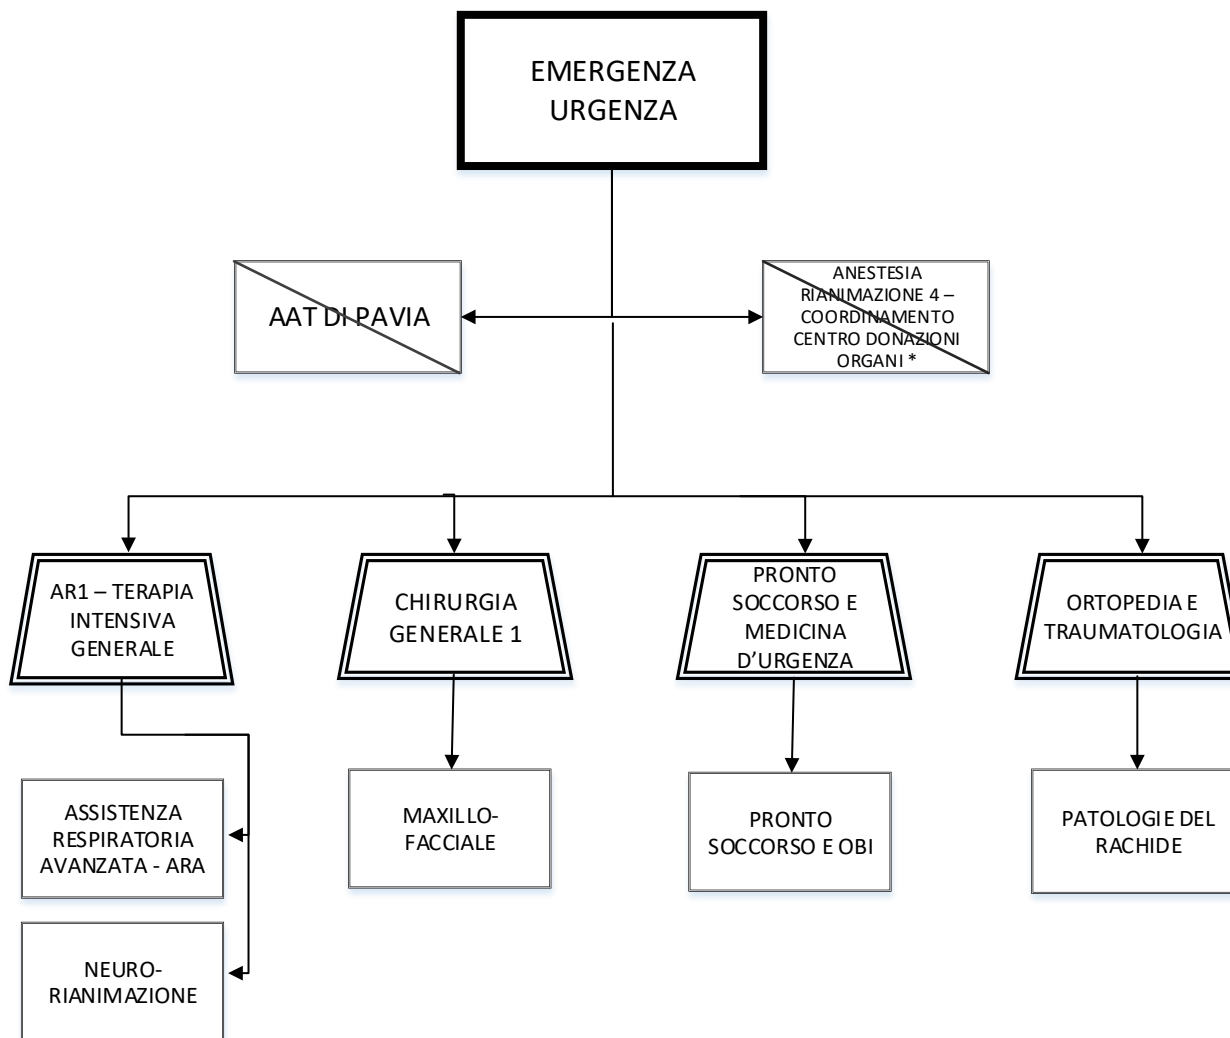 EMERGENZA
URGENZA
AAT DI PAVIA
ANESTESIA
RIANIMAZIONE 4 –
COORDINAMENTO
CENTRO DONAZIONI
ORGANI *
AR1 – TERAPIA
INTENSIVA
GENERALE
CHIRURGIA
GENERALE 1
PRONTO
SOCCORSO E
MEDICINA
D’URGENZA
ORTOPEDIA E
TRAUMATOLOGIA
ASSISTENZA
RESPIRATORIA
AVANZATA - ARA
MAXILLO-
FACCIALE
PRONTO
SOCCORSO E OBI
PATOLOGIE DEL
RACHIDE
NEURO-
RIANIMAZIONE